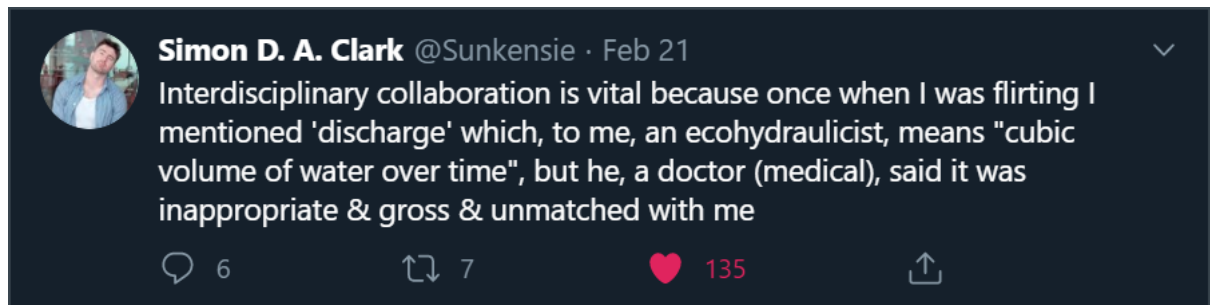 Simon D. A. Clark @Sunkensie · Feb 21
Interdisciplinary collaboration is vital because once when I was flirting I
mentioned 'discharge' which, to me, an ecohydraulicist, means "cubic
volume of water over time", but he, a doctor (medical), said it was
inappropriate & gross & unmatched with me
6 7 135